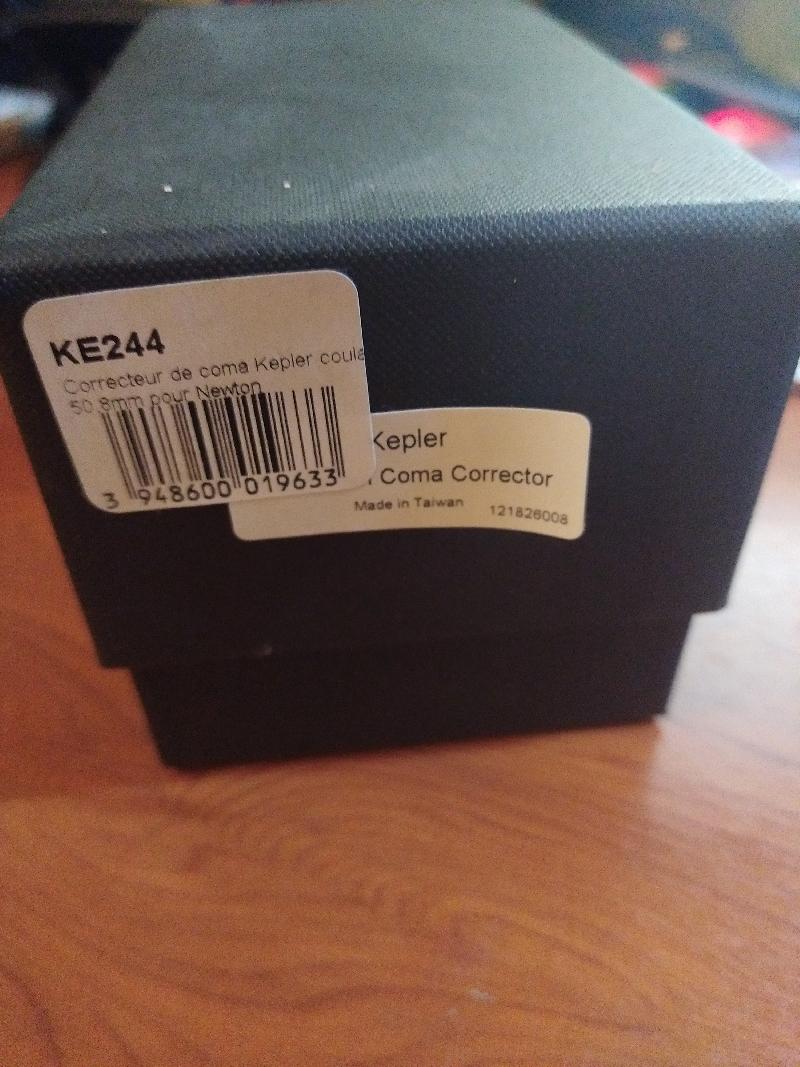 KE244
Correcteur de coma Kepler coula
50.8mm pour Newton
3 948600 019633
Kepler
Coma Corrector
Made in Taiwan 121826008